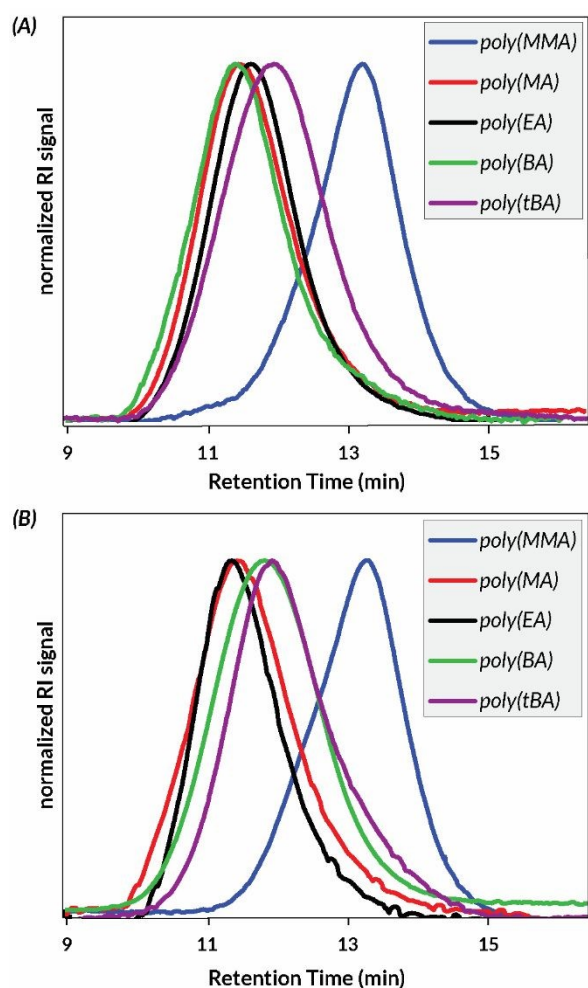 (A)
normalized RI signal
poly(MMA)
poly(MA)
poly(EA)
poly(BA)
poly(tBA)
9 11 13 15
Retention Time (min)
(B)
normalized RI signal
poly(MMA)
poly(MA)
poly(EA)
poly(BA)
poly(tBA)
9 11 13 15
Retention Time (min)